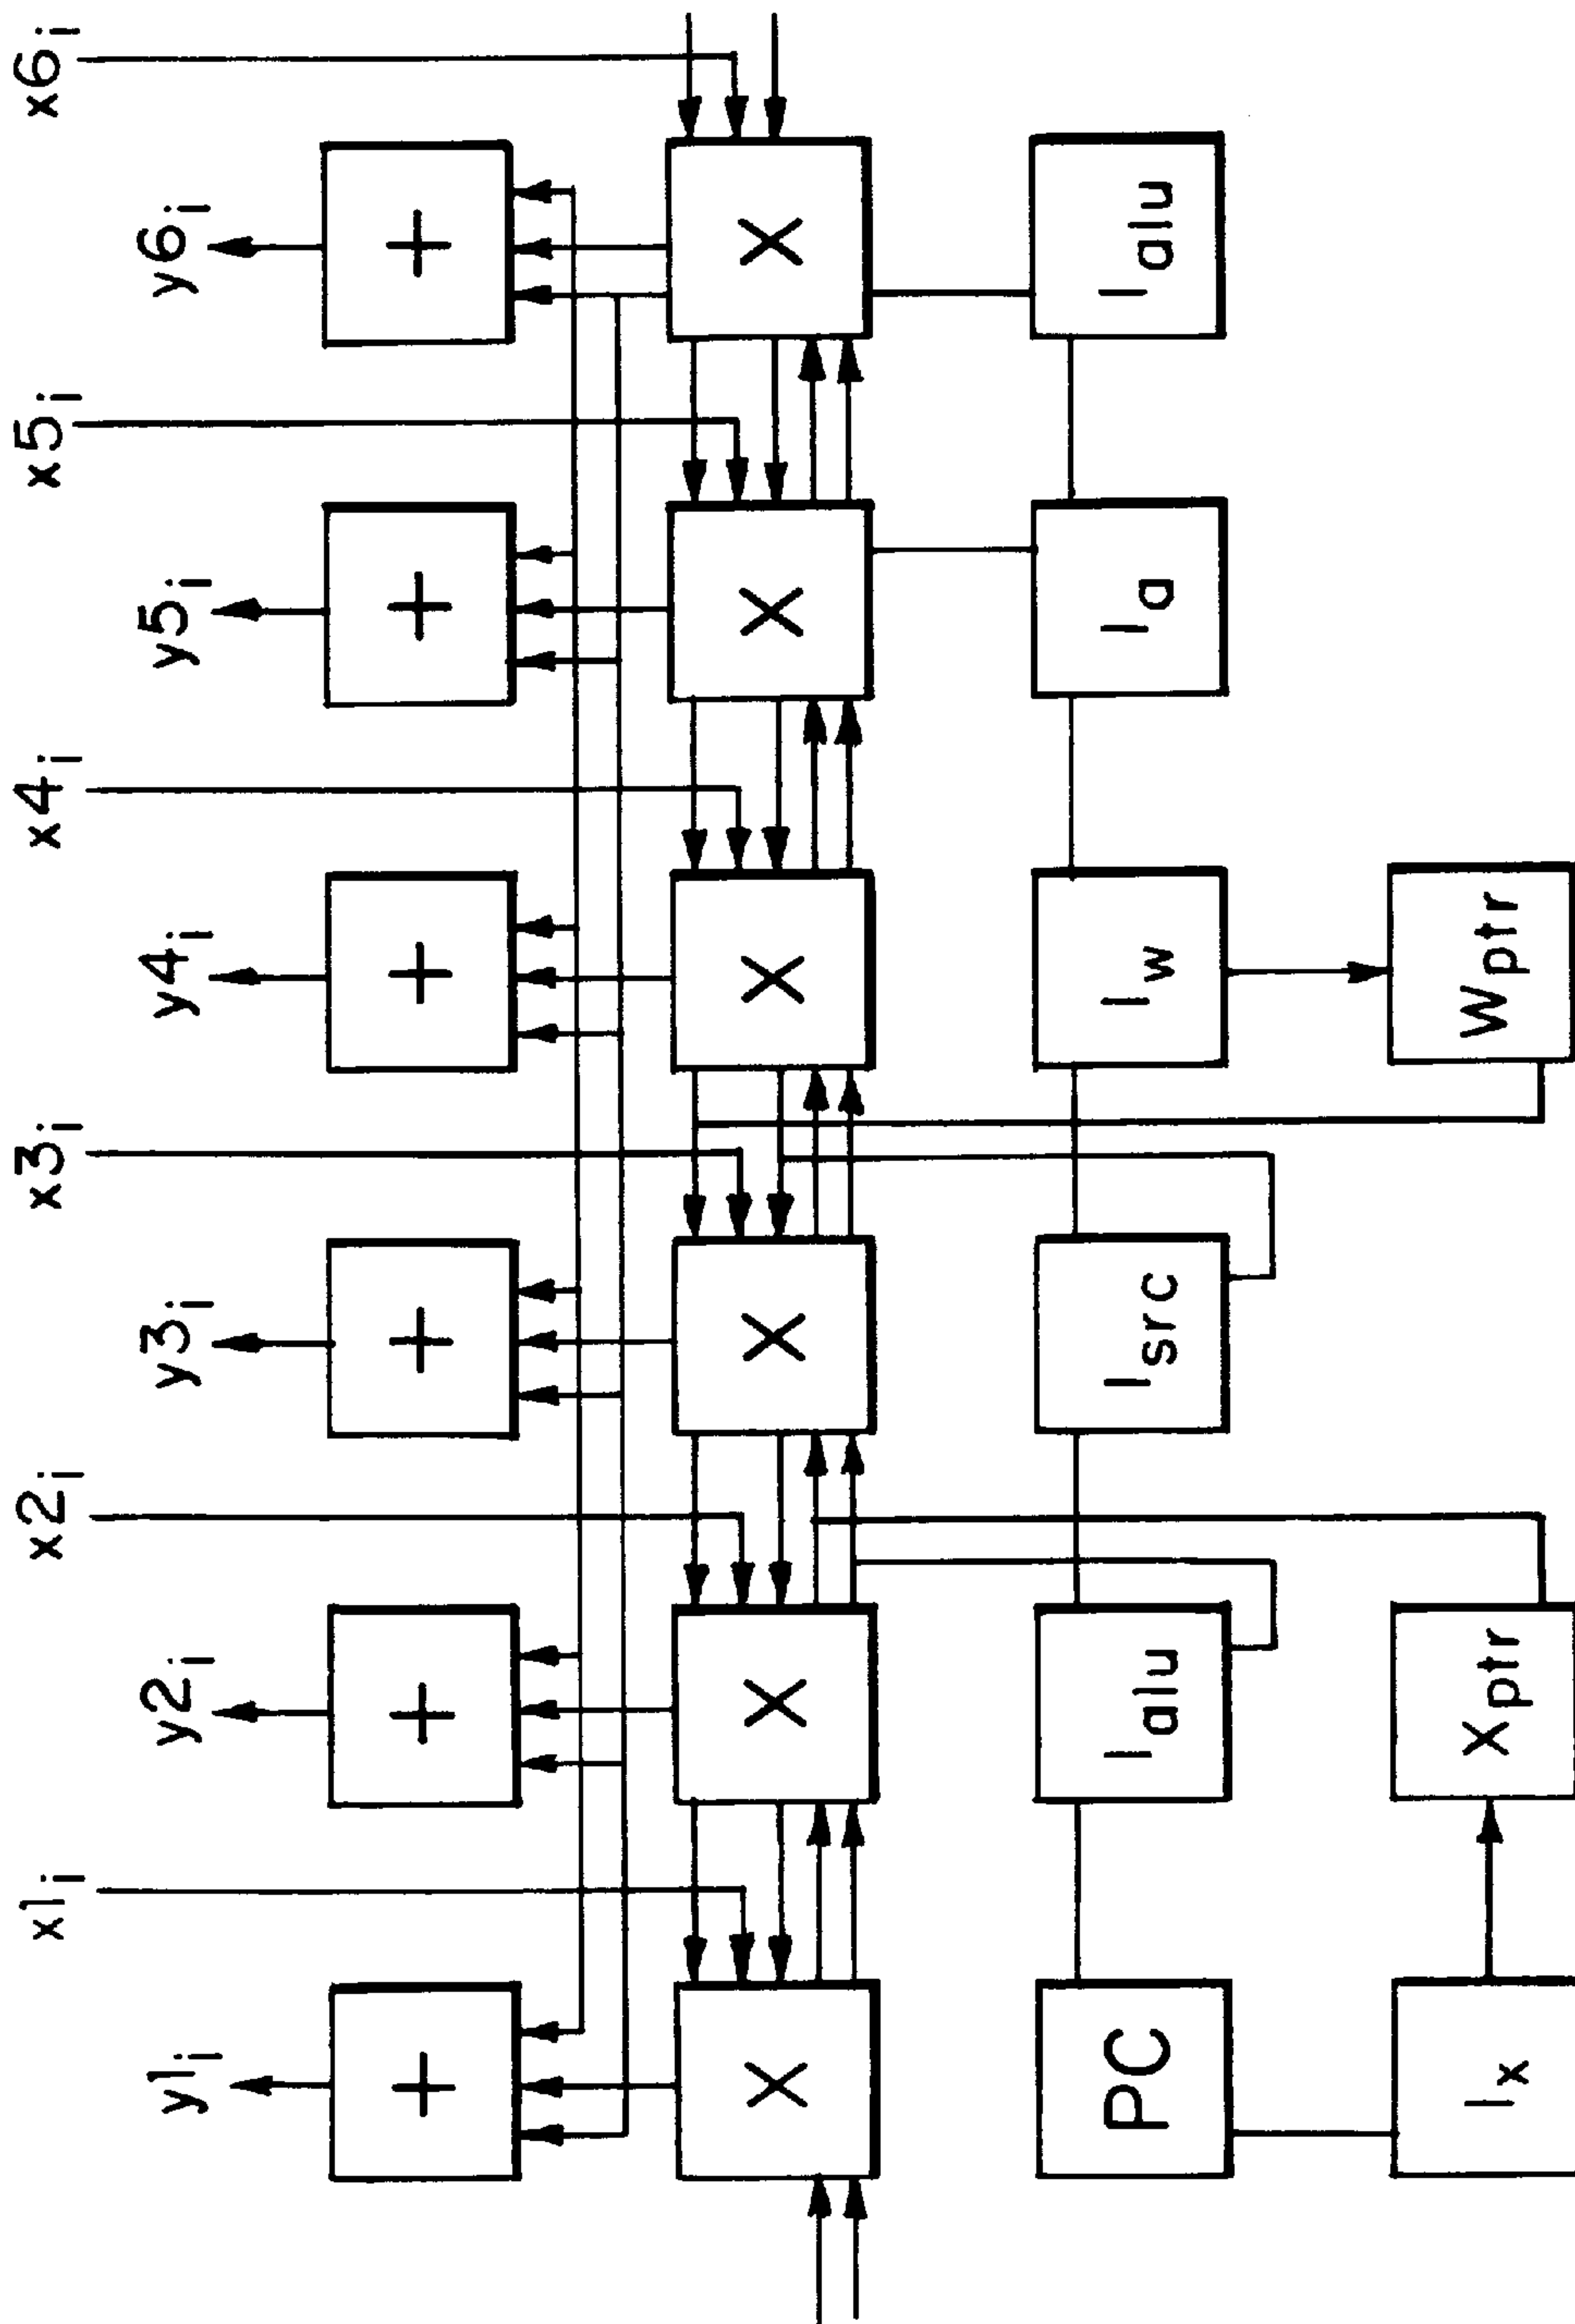 x1i x2i x3i x4i x5i x6i
y1i y2i y3i y4i y5i y6i
+ + + + + +
X X X X X X
PC Ialu Isrc Iw Ia Ialu
Ix Xptr Wptr